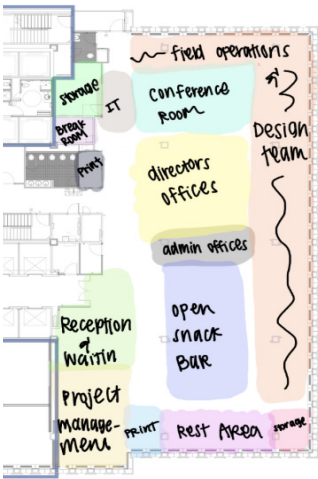 field operations
Storage
IT
Conference
Room
Design
team
Break
Room
Print
directors
offices
admin offices
Reception
&
Waitin
open
snack
Bar
Project
manage-
menu
PRINT
Rest Area
Storage